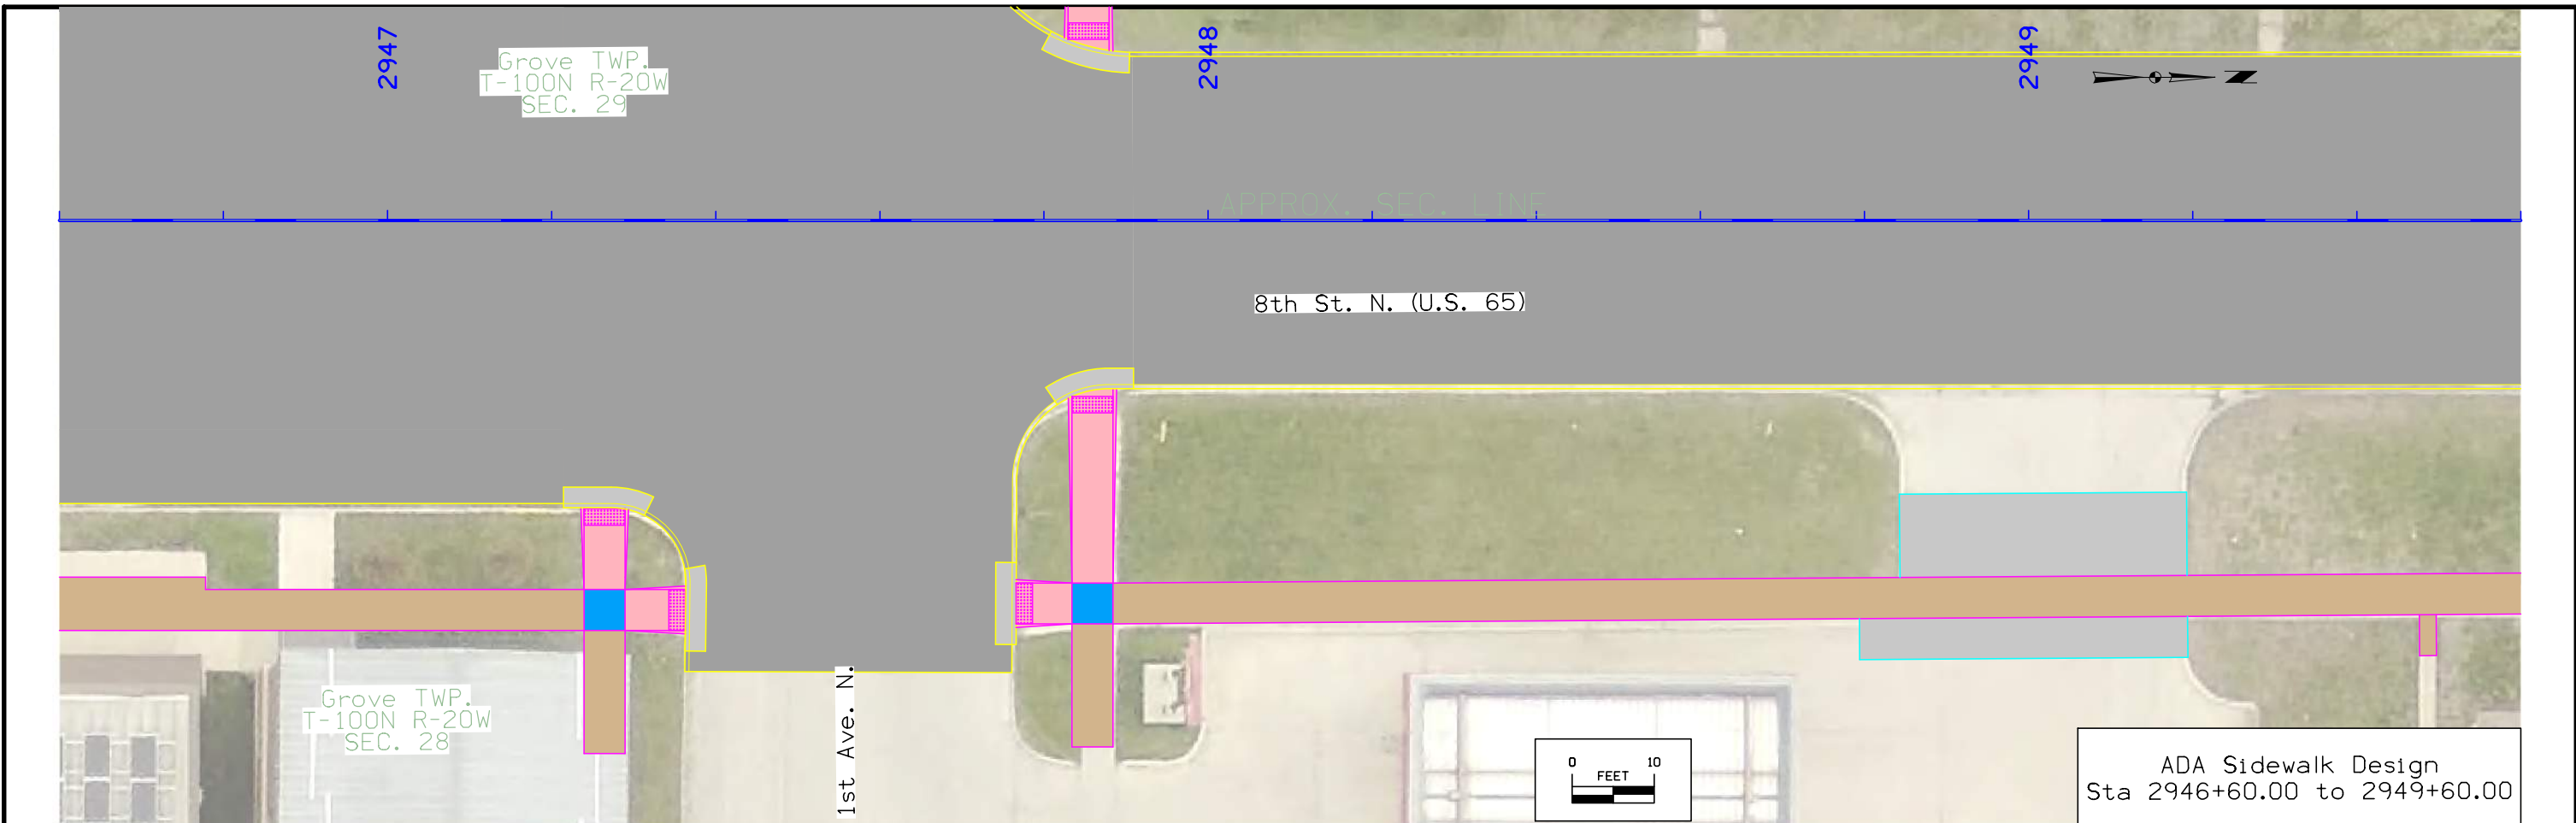 2947
Grove TWP.
T-100N R-20W
SEC. 29
2948
2949
N
APPROX. SEC. LINE
8th St. N. (U.S. 65)
Grove TWP.
T-100N R-20W
SEC. 28
1st Ave. N.
0 10
FEET
ADA Sidewalk Design
Sta 2946+60.00 to 2949+60.00